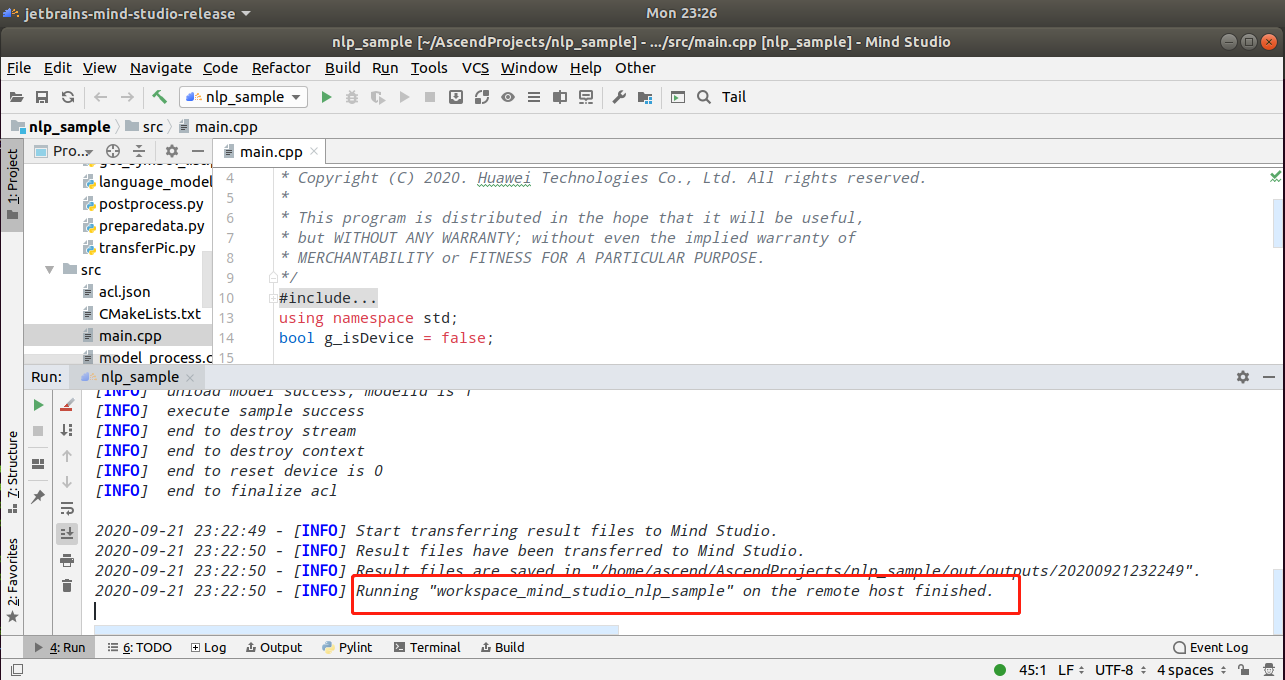 jetbrains-mind-studio-release
Mon 23:26
nlp_sample [~/AscendProjects/nlp_sample] - .../src/main.cpp [nlp_sample] - Mind Studio
File Edit View Navigate Code Refactor Build Run Tools VCS Window Help Other
nlp_sample Tail
nlp_sample src main.cpp
1: Project
Pro...
main.cpp
language_model
postprocess.py
preparedata.py
transferPic.py
src
acl.json
CMakeLists.txt
main.cpp
model_process.c
4 * Copyright (C) 2020. Huawei Technologies Co., Ltd. All rights reserved.
5 *
6 * This program is distributed in the hope that it will be useful,
7 * but WITHOUT ANY WARRANTY; without even the implied warranty of
8 * MERCHANTABILITY or FITNESS FOR A PARTICULAR PURPOSE.
9 */
10 #include...
13 using namespace std;
14 bool g_isDevice = false;
15
Run: nlp_sample
7: Structure
2: Favorites
[INFO] unload model success, modelId is 1
[INFO] execute sample success
[INFO] end to destroy stream
[INFO] end to destroy context
[INFO] end to reset device is 0
[INFO] end to finalize acl
2020-09-21 23:22:49 - [INFO] Start transferring result files to Mind Studio.
2020-09-21 23:22:50 - [INFO] Result files have been transferred to Mind Studio.
2020-09-21 23:22:50 - [INFO] Result files are saved in "/home/ascend/AscendProjects/nlp_sample/out/outputs/20200921232249".
2020-09-21 23:22:50 - [INFO] Running "workspace_mind_studio_nlp_sample" on the remote host finished.
4: Run 6: TODO Log Output Pylint Terminal Build Event Log
45:1 LF UTF-8 4 spaces